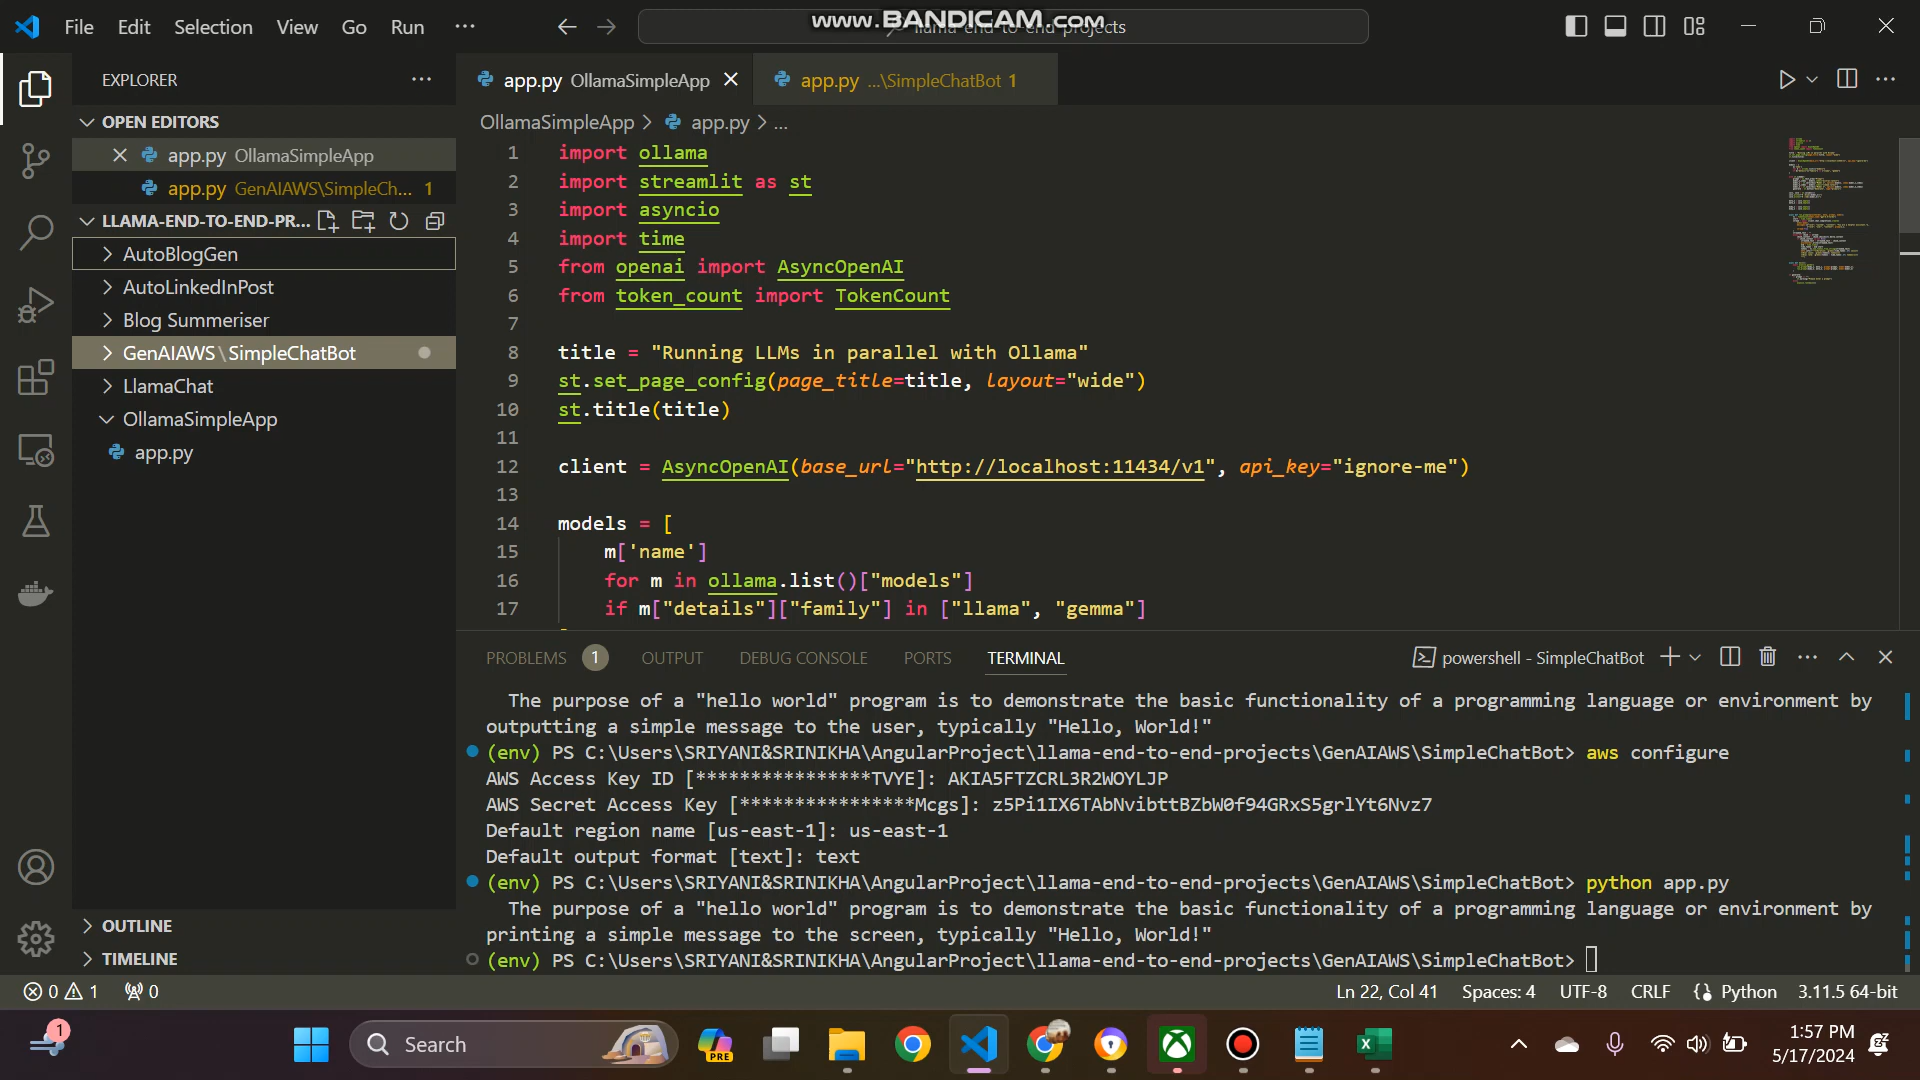 File Edit Selection View Go Run ...
www.BANDICAM.com
llama-end-to-end-projects
EXPLORER
OPEN EDITORS
app.py OllamaSimpleApp
app.py GenAIAWS\SimpleCh... 1
LLAMA-END-TO-END-PR...
AutoBlogGen
AutoLinkedInPost
Blog Summeriser
GenAIAWS\SimpleChatBot
LlamaChat
OllamaSimpleApp
app.py
OUTLINE
TIMELINE
app.py OllamaSimpleApp
app.py ...\SimpleChatBot 1
OllamaSimpleApp > app.py > ...
1 import ollama
2 import streamlit as st
3 import asyncio
4 import time
5 from openai import AsyncOpenAI
6 from token_count import TokenCount
7
8 title = "Running LLMs in parallel with Ollama"
9 st.set_page_config(page_title=title, layout="wide")
10 st.title(title)
11
12 client = AsyncOpenAI(base_url="http://localhost:11434/v1", api_key="ignore-me")
13
14 models = [
15 m['name']
16 for m in ollama.list()["models"]
17 if m["details"]["family"] in ["llama", "gemma"]
PROBLEMS 1 OUTPUT DEBUG CONSOLE PORTS TERMINAL
powershell - SimpleChatBot
The purpose of a "hello world" program is to demonstrate the basic functionality of a programming language or environment by
outputting a simple message to the user, typically "Hello, World!"
(env) PS C:\Users\SRIYANI&SRINIKHA\AngularProject\llama-end-to-end-projects\GenAIAWS\SimpleChatBot> aws configure
AWS Access Key ID [****************TVYE]: AKIA5FTZCRL3R2WOYLJP
AWS Secret Access Key [****************Mcgs]: 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
Default region name [us-east-1]: us-east-1
Default output format [text]: text
(env) PS C:\Users\SRIYANI&SRINIKHA\AngularProject\llama-end-to-end-projects\GenAIAWS\SimpleChatBot> python app.py
The purpose of a "hello world" program is to demonstrate the basic functionality of a programming language or environment by
printing a simple message to the screen, typically "Hello, World!"
(env) PS C:\Users\SRIYANI&SRINIKHA\AngularProject\llama-end-to-end-projects\GenAIAWS\SimpleChatBot>
0 1 0
Ln 22, Col 41 Spaces: 4 UTF-8 CRLF Python 3.11.5 64-bit
1
Search
PRE
1:57 PM
5/17/2024